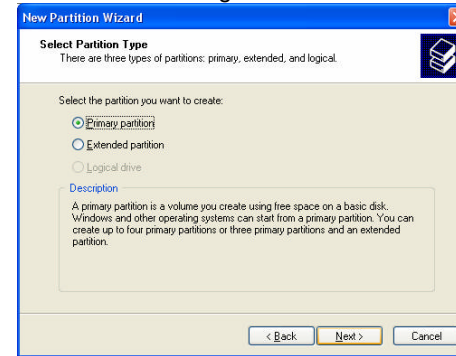 New Partition Wizard
Select Partition Type
There are three types of partitions: primary, extended, and logical.
Select the partition you want to create:
Primary partition
Extended partition
Logical drive
Description
A primary partition is a volume you create using free space on a basic disk.
Windows and other operating systems can start from a primary partition. You can
create up to four primary partitions or three primary partitions and an extended
partition.
< Back Next > Cancel